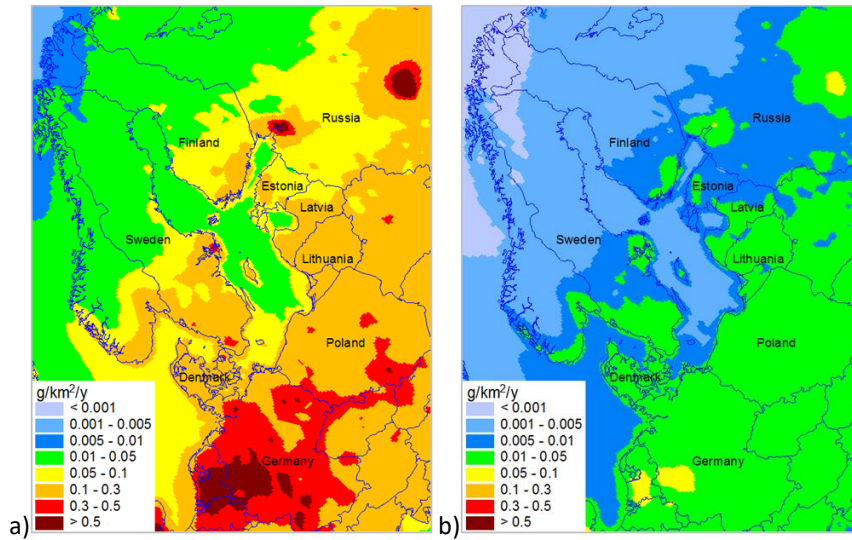 Russia
Finland
Estonia
Latvia
Sweden
Lithuania
Poland
Denmark
Germany
g/km²/y
< 0.001
0.001 - 0.005
0.005 - 0.01
0.01 - 0.05
0.05 - 0.1
0.1 - 0.3
0.3 - 0.5
> 0.5
a)
Russia
Finland
Estonia
Latvia
Sweden
Lithuania
Poland
Denmark
Germany
g/km²/y
< 0.001
0.001 - 0.005
0.005 - 0.01
0.01 - 0.05
0.05 - 0.1
0.1 - 0.3
0.3 - 0.5
> 0.5
b)